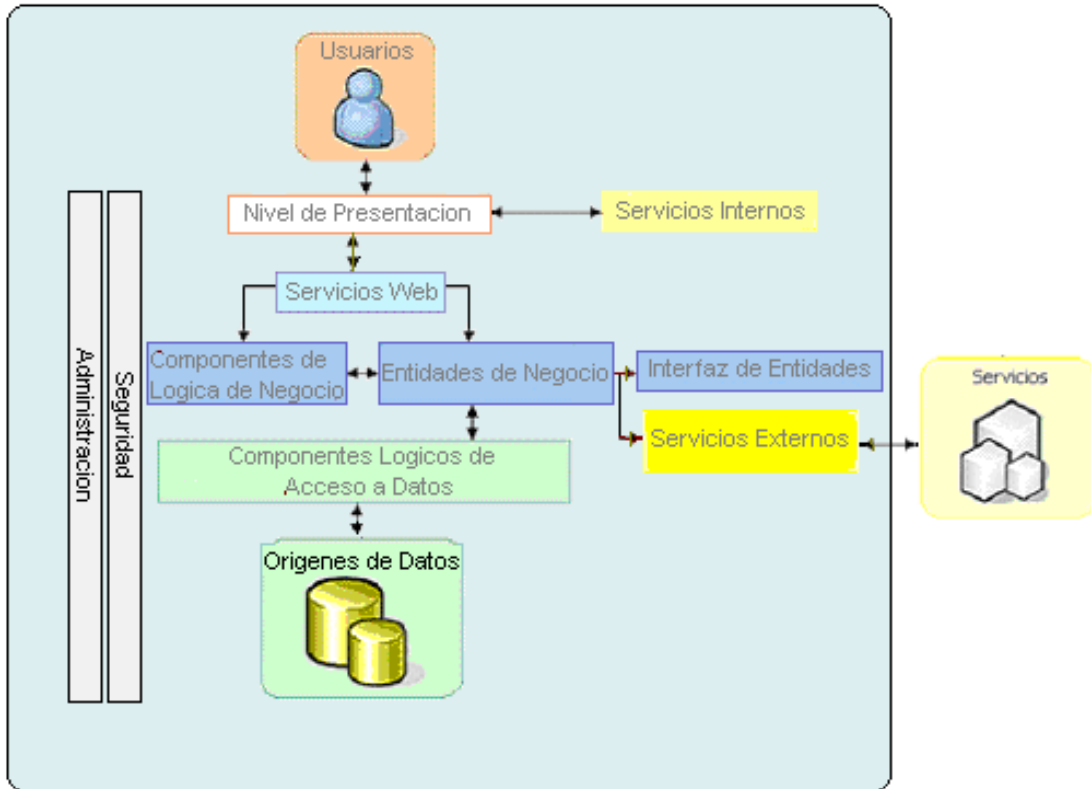 Usuarios
Nivel de Presentacion
Servicios Internos
Servicios Web
Componentes de
Logica de Negocio
Entidades de Negocio
Interfaz de Entidades
Servicios Externos
Servicios
Componentes Logicos de
Acceso a Datos
Origenes de Datos
Administracion
Seguridad